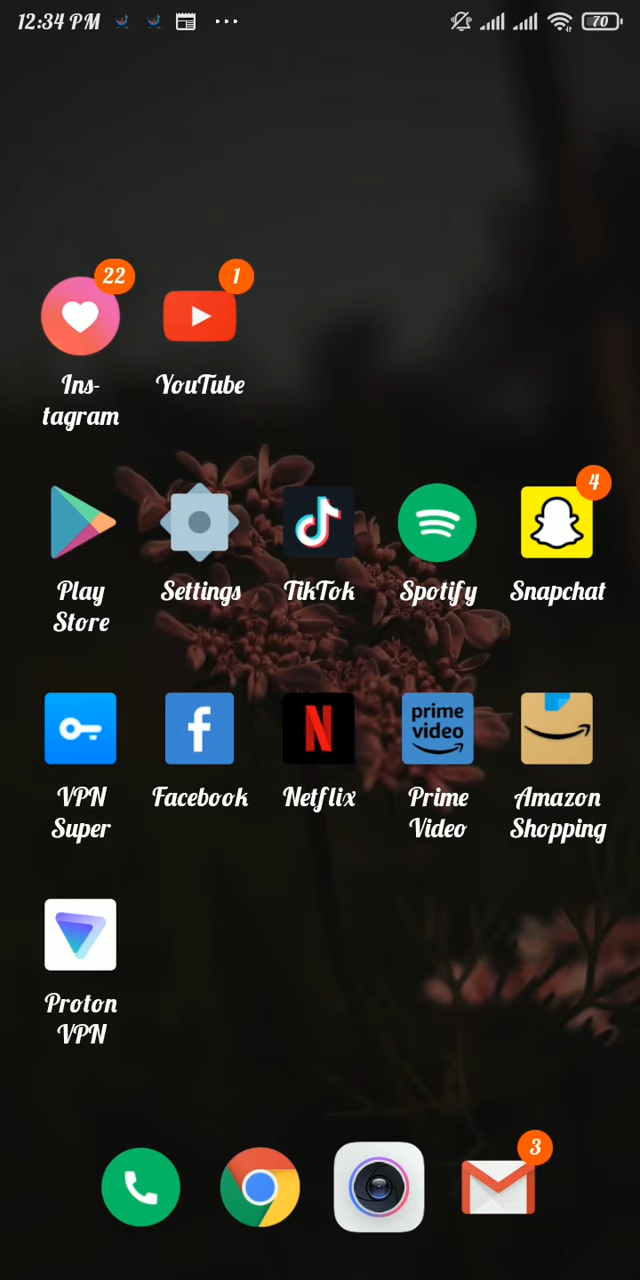 12:34 PM
70
22
1
Ins-
tagram
YouTube
4
Play
Store
Settings
TikTok
Spotify
Snapchat
prime
video
VPN
Super
Facebook
Netflix
Prime
Video
Amazon
Shopping
Proton
VPN
3